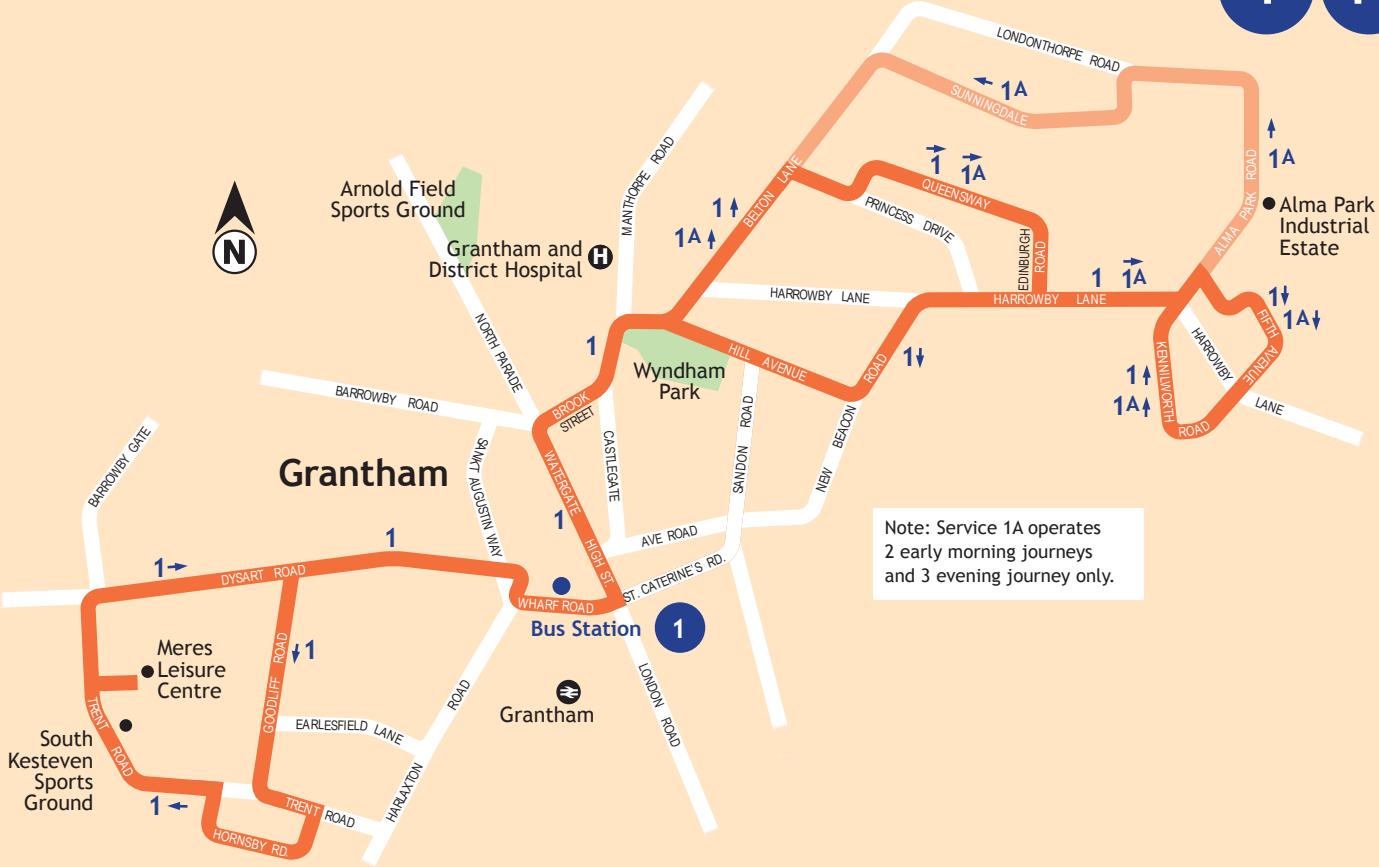 LONDONTHORPE ROAD
1A
SUNNINGDALE
1A
ALMA PARK ROAD
Alma Park
Industrial
Estate
BELTON LANE
1
1A
1
1A
QUEENSWAY
PRINCESS DRIVE
EDINBURGH
ROAD
MANTHORPE ROAD
Arnold Field
Sports Ground
Grantham and
District Hospital
H
N
NORTH PARADE
HARROWBY LANE
HARROWBY LANE
1
1A
1
1A
FIFTH AVENUE
HARROWBY
LANE
KENNILWORTH
ROAD
1
1A
1
HILL AVENUE
ROAD
1
Wyndham
Park
BROOK
STREET
BARROWBY ROAD
SANKT AUGUSTIN WAY
WATERGATE
CASTLEGATE
SANDON ROAD
NEW BEACON
Grantham
BARROWBY GATE
1
HIGH ST.
AVE ROAD
ST. CATERINE'S RD.
Note: Service 1A operates
2 early morning journeys
and 3 evening journey only.
1
DYSART ROAD
1
WHARF ROAD
Bus Station
1
Meres
Leisure
Centre
GOODLIFF ROAD
1
EARLESFIELD LANE
HARLAXTON ROAD
Grantham
LONDON ROAD
TRENT ROAD
South
Kesteven
Sports
Ground
1
TRENT ROAD
HORNSBY RD.